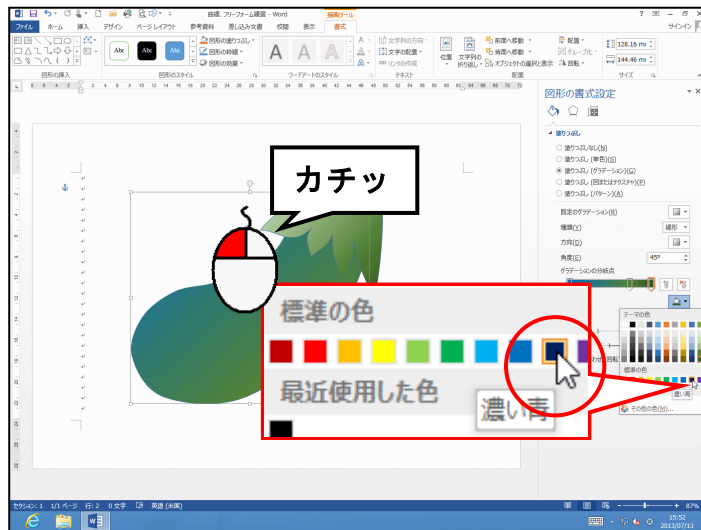 曲線、フリーフォーム練習 - Word
描画ツール
ファイル ホーム 挿入 デザイン ページ レイアウト 参考資料 差し込み文書 校閲 表示 書式
サインイン
Abc Abc Abc
図形の塗りつぶし
図形の枠線
図形の効果
A A A
文字列の方向
文字の配置
リンクの作成
位置
文字列の折り返し
前面へ移動
背面へ移動
オブジェクトの選択と表示
配置
グループ化
回転
128.16 mm
144.46 mm
図形の挿入 図形のスタイル ワードアートのスタイル テキスト 配置 サイズ
図形の書式設定
塗りつぶし
塗りつぶしなし(N)
塗りつぶし (単色)(S)
塗りつぶし (グラデーション)(G)
塗りつぶし (図またはテクスチャ)(P)
塗りつぶし (パターン)(A)
既定のグラデーション(R)
種類(Y) 線形
方向(D)
角度(E) 45°
グラデーションの分岐点
テーマの色
標準の色
濃い青
その他の色(M)...
カチッ
標準の色
最近使用した色
濃い青
セクション: 1 1/1 ページ 行: 2 0 文字 英語 (米国)
87%
15:52
2013/07/13